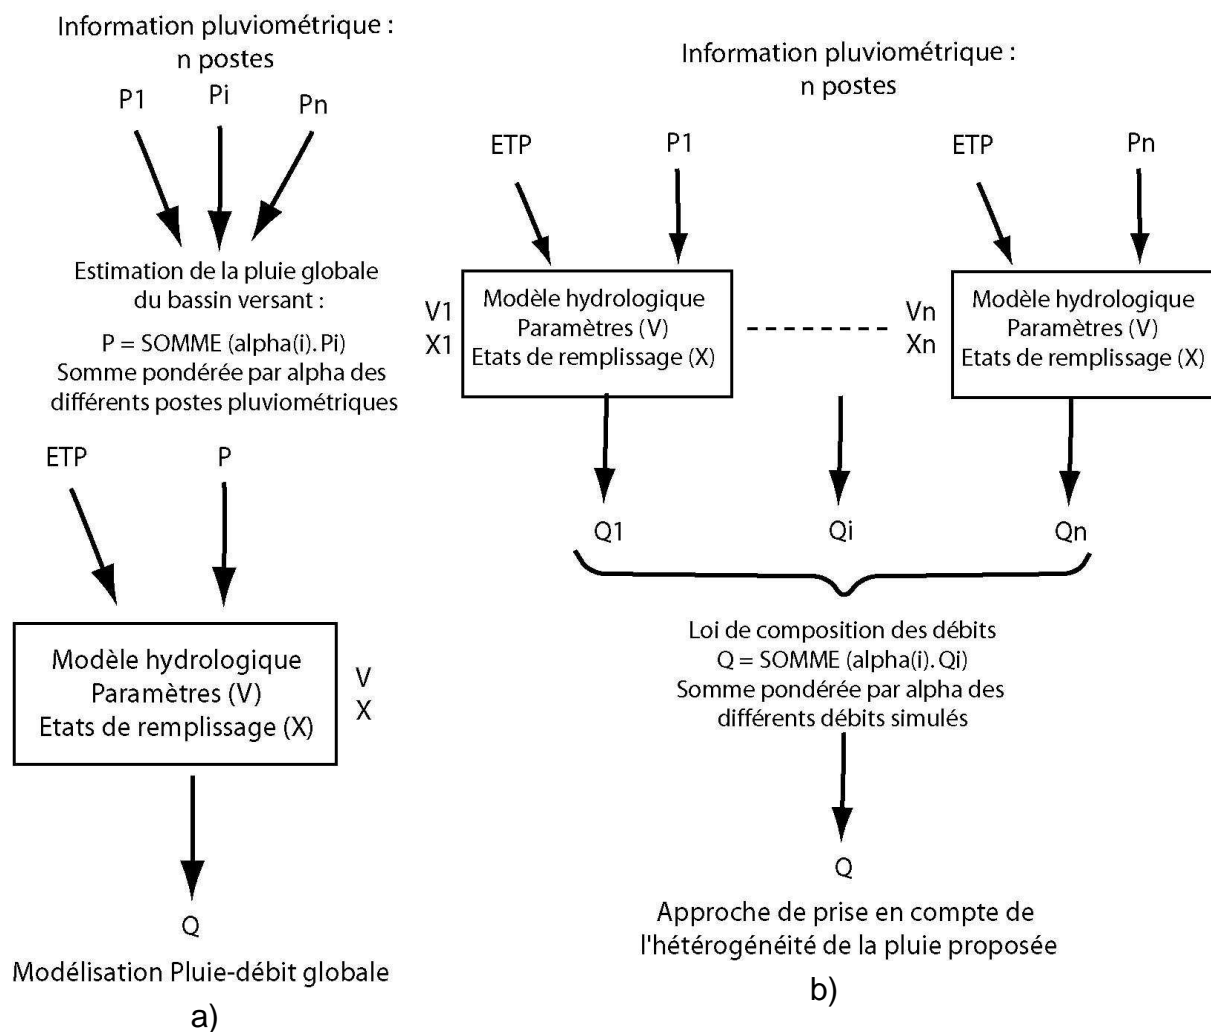 Information pluviométrique :
n postes
P1
Pi
Pn
Estimation de la pluie globale
du bassin versant :
P = SOMME (alpha(i). Pi)
Somme pondérée par alpha des
différents postes pluviométriques
ETP
P
Modèle hydrologique
Paramètres (V)
Etats de remplissage (X)
V
X
Q
Modélisation Pluie-débit globale
a)
Information pluviométrique :
n postes
ETP
P1
ETP
Pn
V1
X1
Modèle hydrologique
Paramètres (V)
Etats de remplissage (X)
Vn
Xn
Modèle hydrologique
Paramètres (V)
Etats de remplissage (X)
Q1
Qi
Qn
Loi de composition des débits
Q = SOMME (alpha(i). Qi)
Somme pondérée par alpha des
différents débits simulés
Q
Approche de prise en compte de
l'hétérogénéité de la pluie proposée
b)